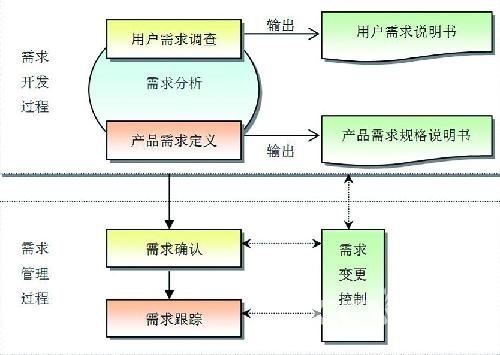 用户需求调查
输出
用户需求说明书
需求
开发
过程
需求分析
产品需求定义
输出
产品需求规格说明书
需求
管理
过程
需求确认
需求跟踪
需求
变更
控制